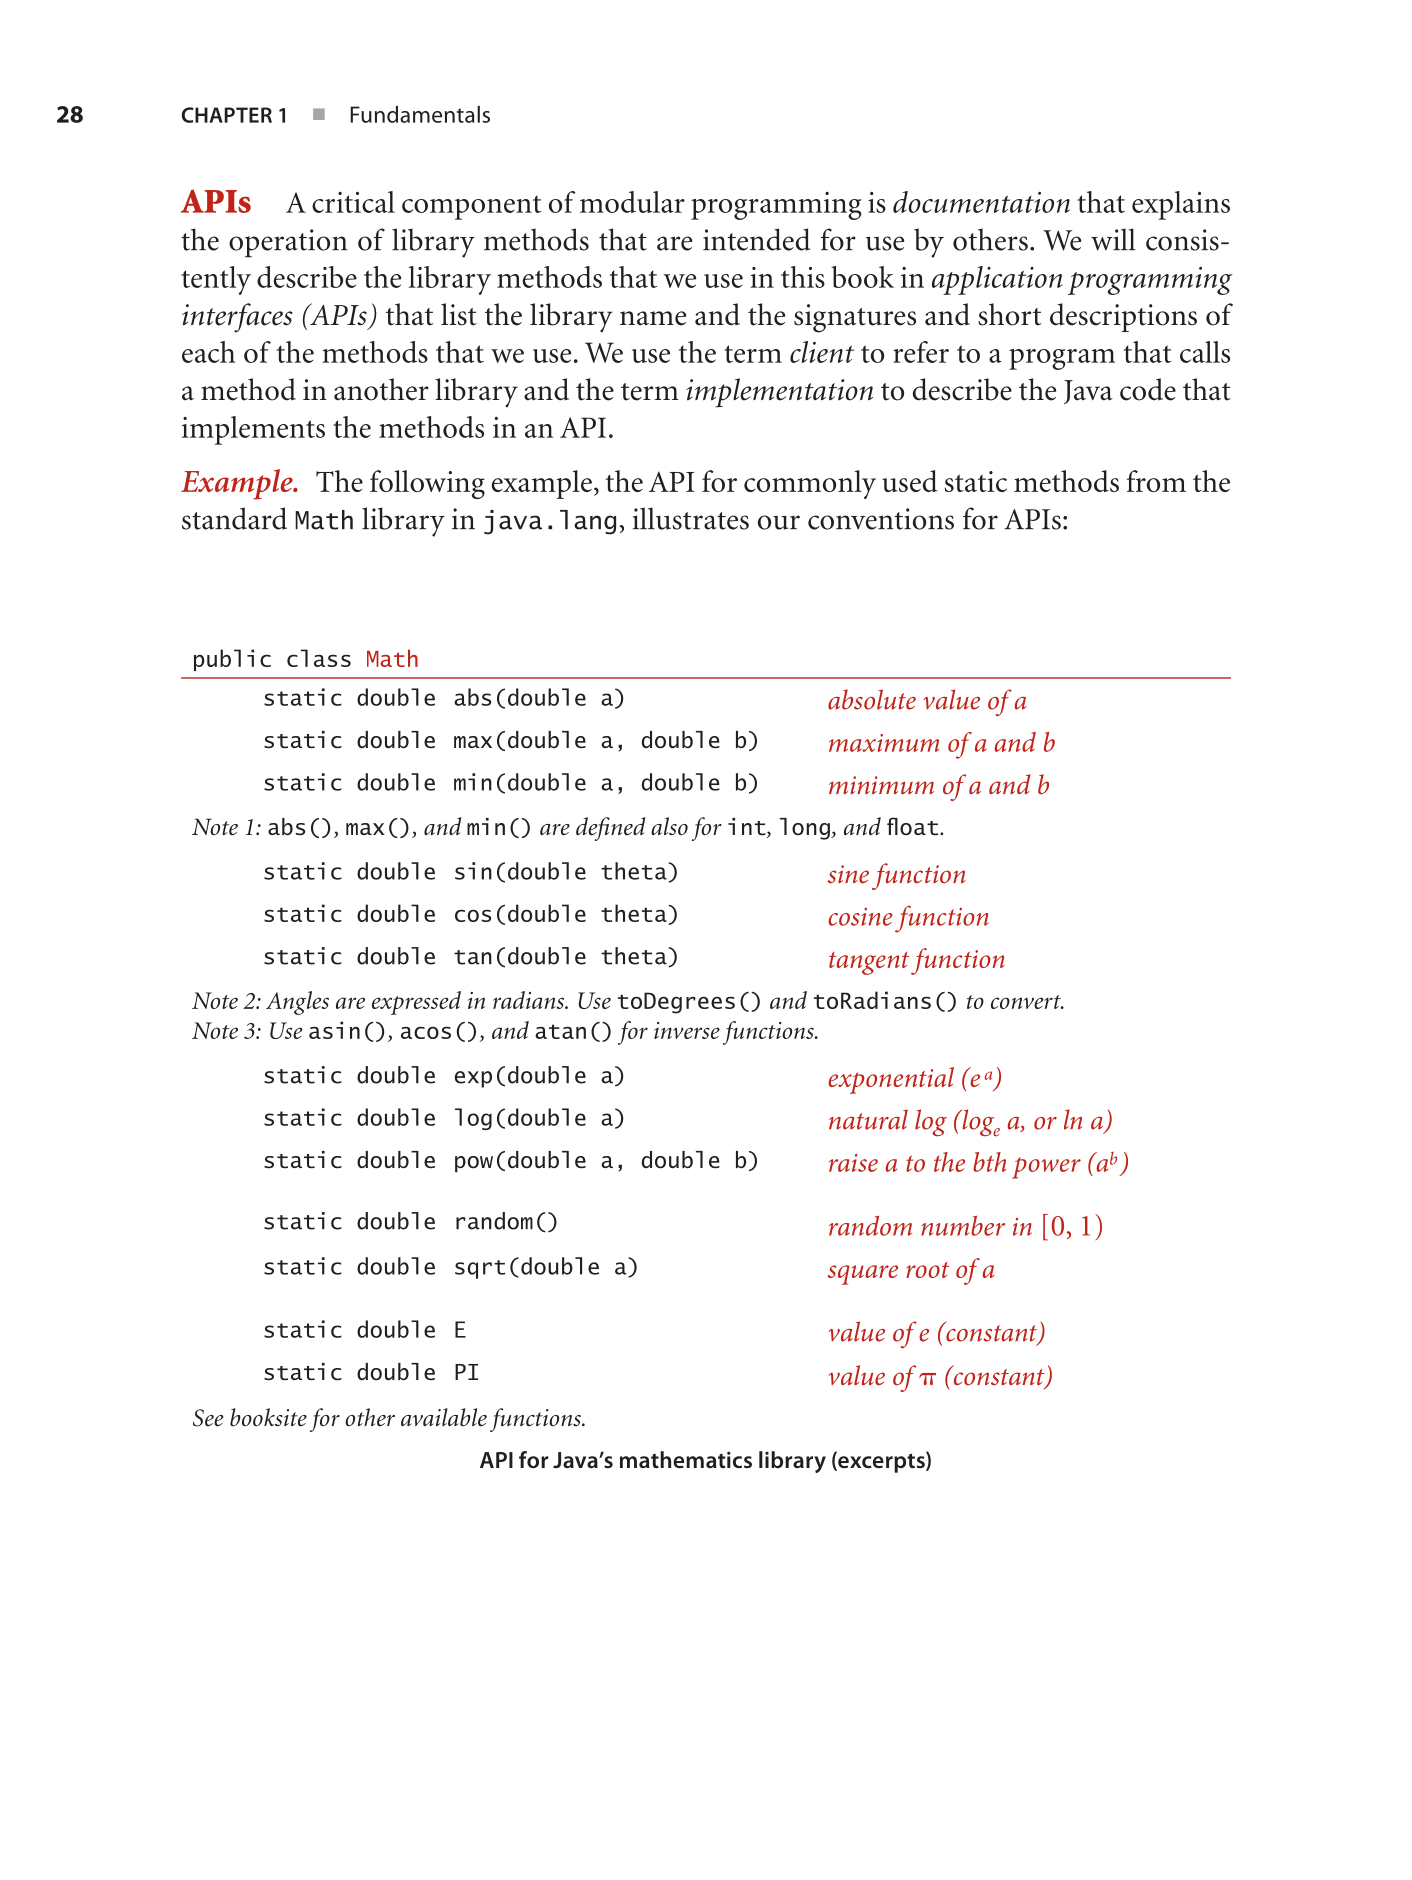 28 CHAPTER 1 ■ Fundamentals
APIs A critical component of modular programming is documentation that explains
the operation of library methods that are intended for use by others. We will consis-
tently describe the library methods that we use in this book in application programming
interfaces (APIs) that list the library name and the signatures and short descriptions of
each of the methods that we use. We use the term client to refer to a program that calls
a method in another library and the term implementation to describe the Java code that
implements the methods in an API.
Example. The following example, the API for commonly used static methods from the
standard Math library in java.lang, illustrates our conventions for APIs:
public class Math
static double abs(double a) absolute value of a
static double max(double a, double b) maximum of a and b
static double min(double a, double b) minimum of a and b
Note 1: abs(), max(), and min() are defined also for int, long, and float.
static double sin(double theta) sine function
static double cos(double theta) cosine function
static double tan(double theta) tangent function
Note 2: Angles are expressed in radians. Use toDegrees() and toRadians() to convert.
Note 3: Use asin(), acos(), and atan() for inverse functions.
static double exp(double a) exponential (eᵃ)
static double log(double a) natural log (logₑ a, or ln a)
static double pow(double a, double b) raise a to the bth power (aᵇ)
static double random() random number in [0, 1)
static double sqrt(double a) square root of a
static double E value of e (constant)
static double PI value of π (constant)
See booksite for other available functions.
API for Java’s mathematics library (excerpts)